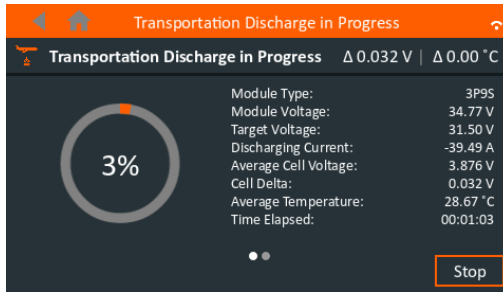 Transportation Discharge in Progress
Transportation Discharge in Progress Δ 0.032 V | Δ 0.00 °C
Module Type: 3P9S
Module Voltage: 34.77 V
Target Voltage: 31.50 V
Discharging Current: -39.49 A
Average Cell Voltage: 3.876 V
Cell Delta: 0.032 V
Average Temperature: 28.67 °C
Time Elapsed: 00:01:03
3%
Stop